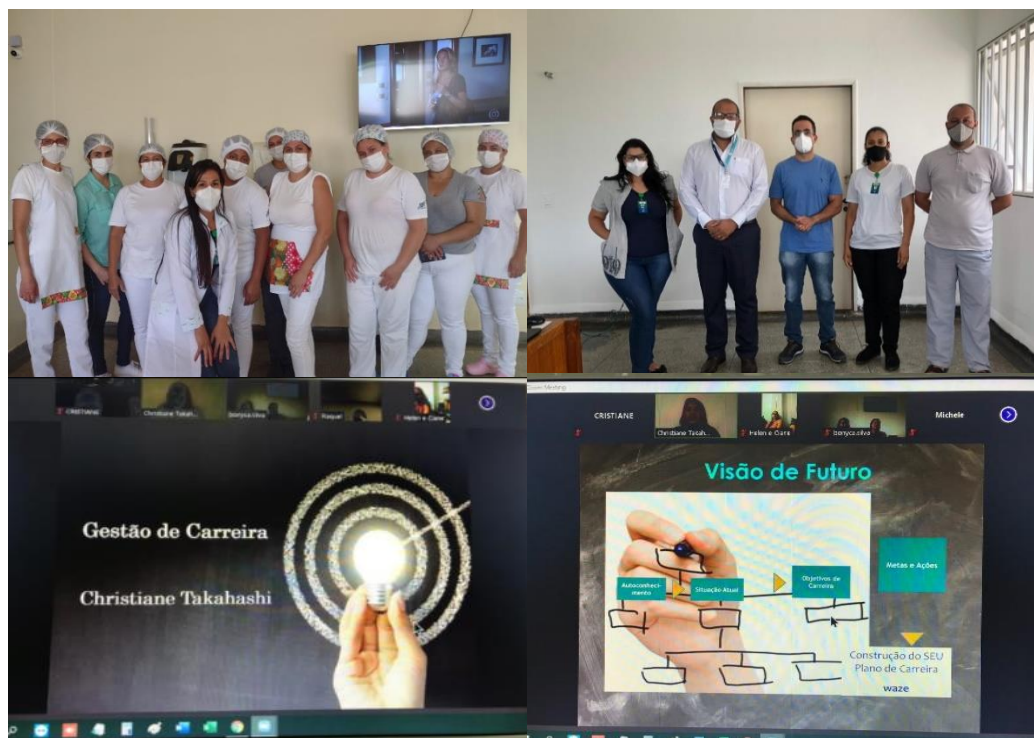 CRISTIANE
Christiane Takah...
bonyca.silva
Raquel
Helen e Ciane
Gestão de Carreira
Christiane Takahashi
Zoom Meeting
CRISTIANE
Christiane Takah...
Helen e Ciane
bonyca.silva
Michele
Visão de Futuro
Autoconheci-
mento
Situação Atual
Objetivos de
Carreira
Metas e Ações
Construção do SEU
Plano de Carreira
waze